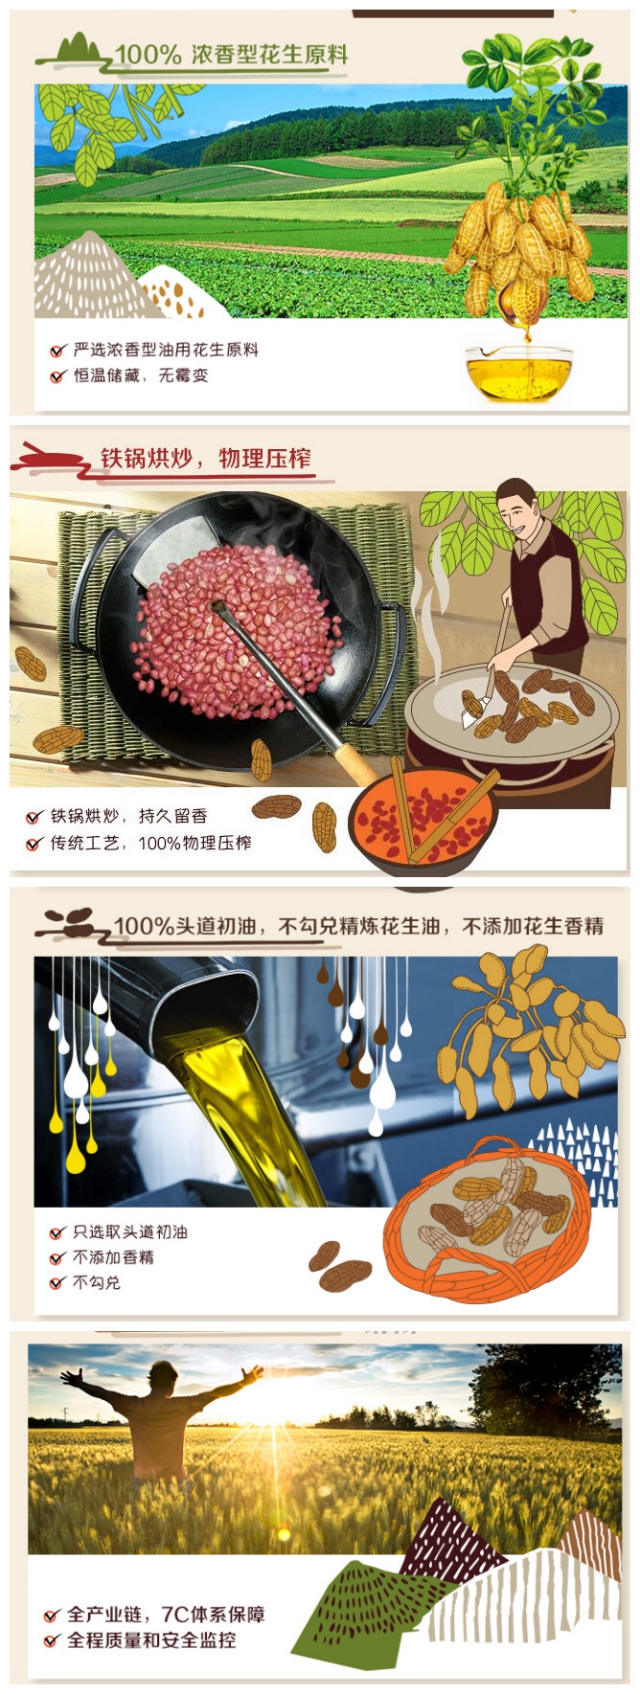 100% 浓香型花生原料
严选浓香型油用花生原料
恒温储藏，无霉变
铁锅烘炒，物理压榨
铁锅烘炒，持久留香
传统工艺，100%物理压榨
100%头道初油，不勾兑精炼花生油，不添加花生香精
只选取头道初油
不添加香精
不勾兑
全产业链，7C体系保障
全程质量和安全监控